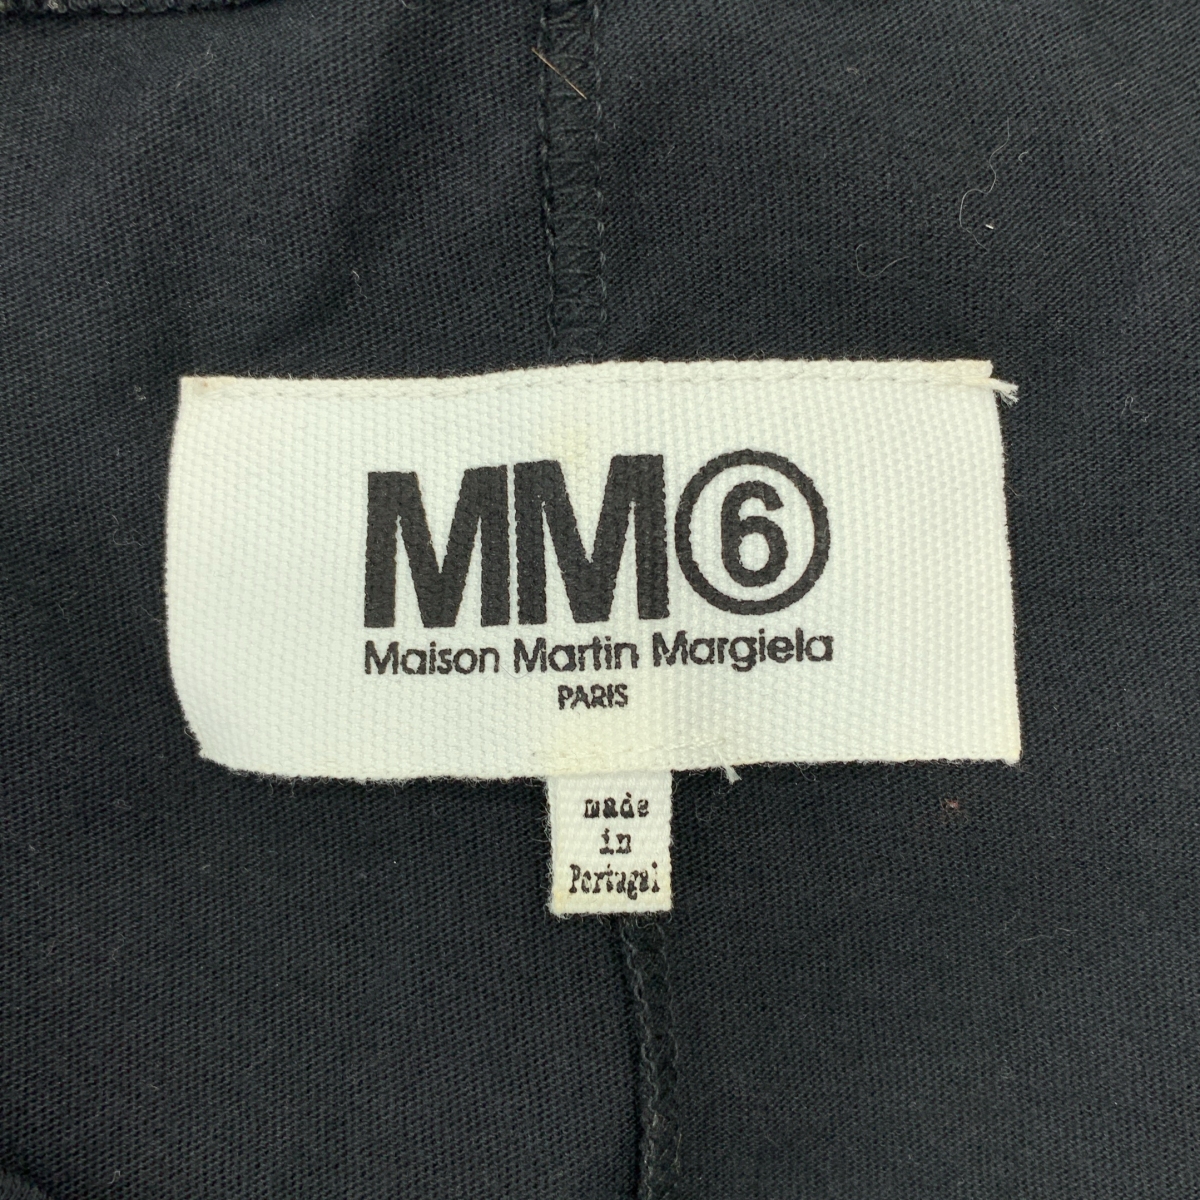 MM⑥
Maison Martin Margiela
PARIS
made
in
Portugal